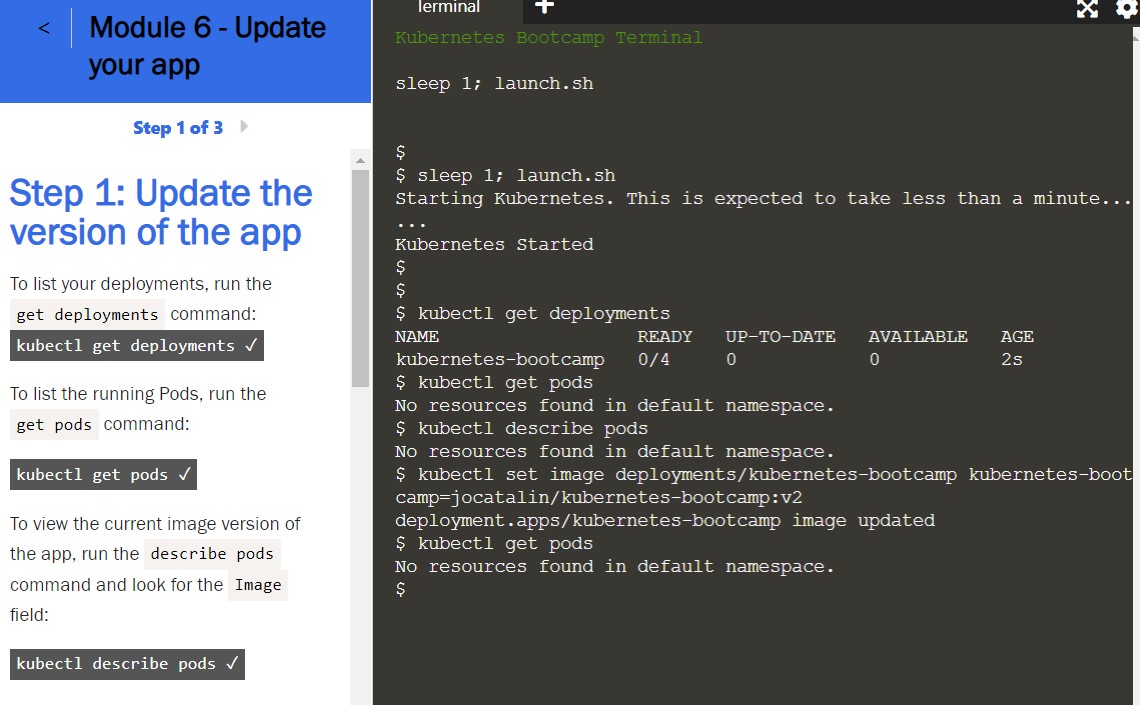 < Module 6 - Update
your app
Step 1 of 3
Step 1: Update the
version of the app
To list your deployments, run the
get deployments command:
kubectl get deployments ✓
To list the running Pods, run the
get pods command:
kubectl get pods ✓
To view the current image version of
the app, run the describe pods
command and look for the Image
field:
kubectl describe pods ✓
Terminal +
Kubernetes Bootcamp Terminal
sleep 1; launch.sh
$
$ sleep 1; launch.sh
Starting Kubernetes. This is expected to take less than a minute...
...
Kubernetes Started
$
$
$ kubectl get deployments
NAME READY UP-TO-DATE AVAILABLE AGE
kubernetes-bootcamp 0/4 0 0 2s
$ kubectl get pods
No resources found in default namespace.
$ kubectl describe pods
No resources found in default namespace.
$ kubectl set image deployments/kubernetes-bootcamp kubernetes-boot
camp=jocatalin/kubernetes-bootcamp:v2
deployment.apps/kubernetes-bootcamp image updated
$ kubectl get pods
No resources found in default namespace.
$